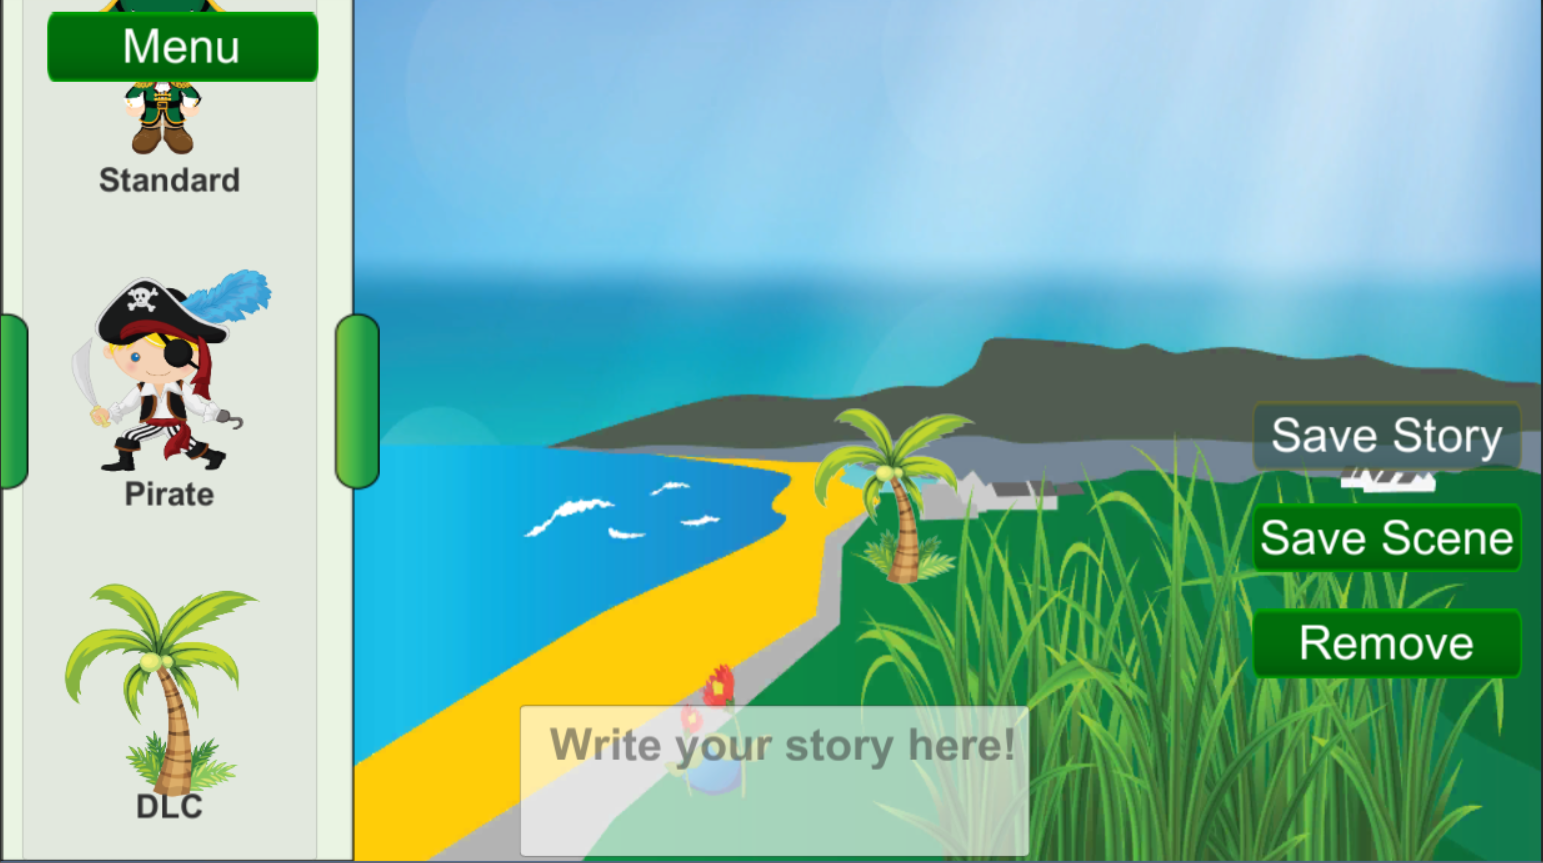 Menu
Standard
Pirate
DLC
Save Story
Save Scene
Remove
Write your story here!